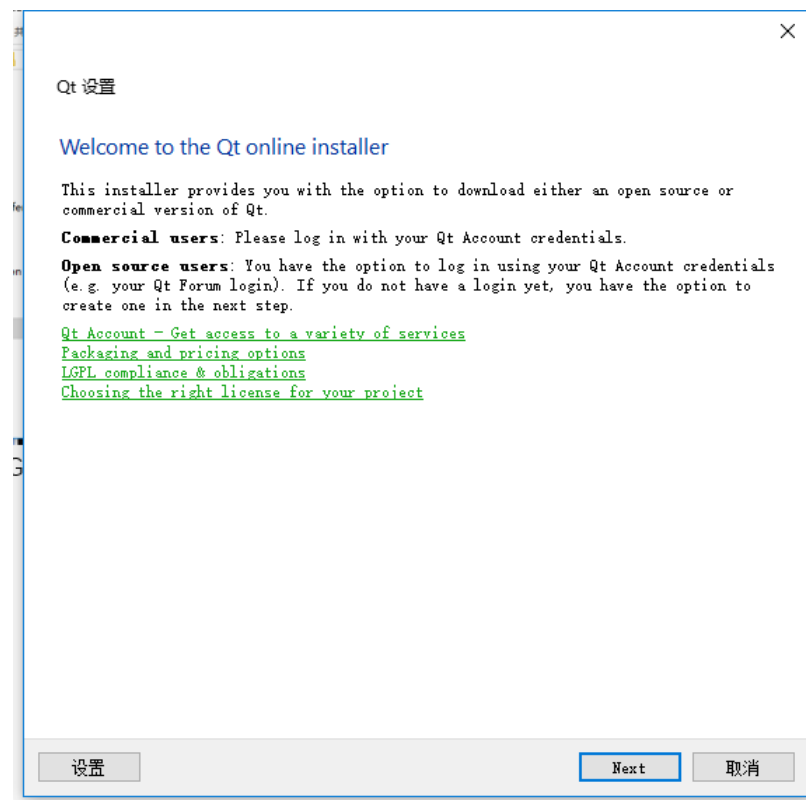 Qt 设置
Welcome to the Qt online installer
This installer provides you with the option to download either an open source or
commercial version of Qt.
Commercial users: Please log in with your Qt Account credentials.
Open source users: You have the option to log in using your Qt Account credentials
(e.g. your Qt Forum login). If you do not have a login yet, you have the option to
create one in the next step.
Qt Account - Get access to a variety of services
Packaging and pricing options
LGPL compliance & obligations
Choosing the right license for your project
设置
Next
取消